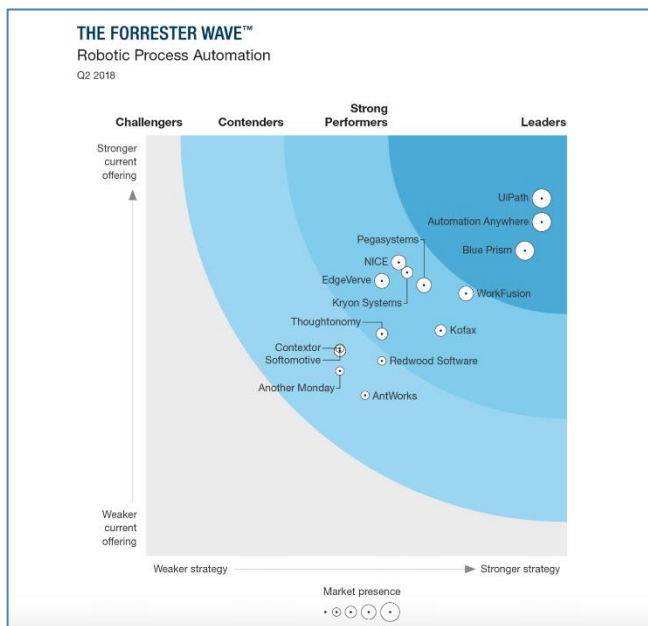 THE FORRESTER WAVE™
Robotic Process Automation
Q2 2018
Challengers
Contenders
Strong
Performers
Leaders
Stronger
current
offering
UiPath
Automation Anywhere
Pegasystems
Blue Prism
NICE
EdgeVerve
Kryon Systems
WorkFusion
Thoughtonomy
Kofax
Contextor
Softomotive
Redwood Software
Another Monday
AntWorks
Weaker
current
offering
Weaker strategy
Stronger strategy
Market presence